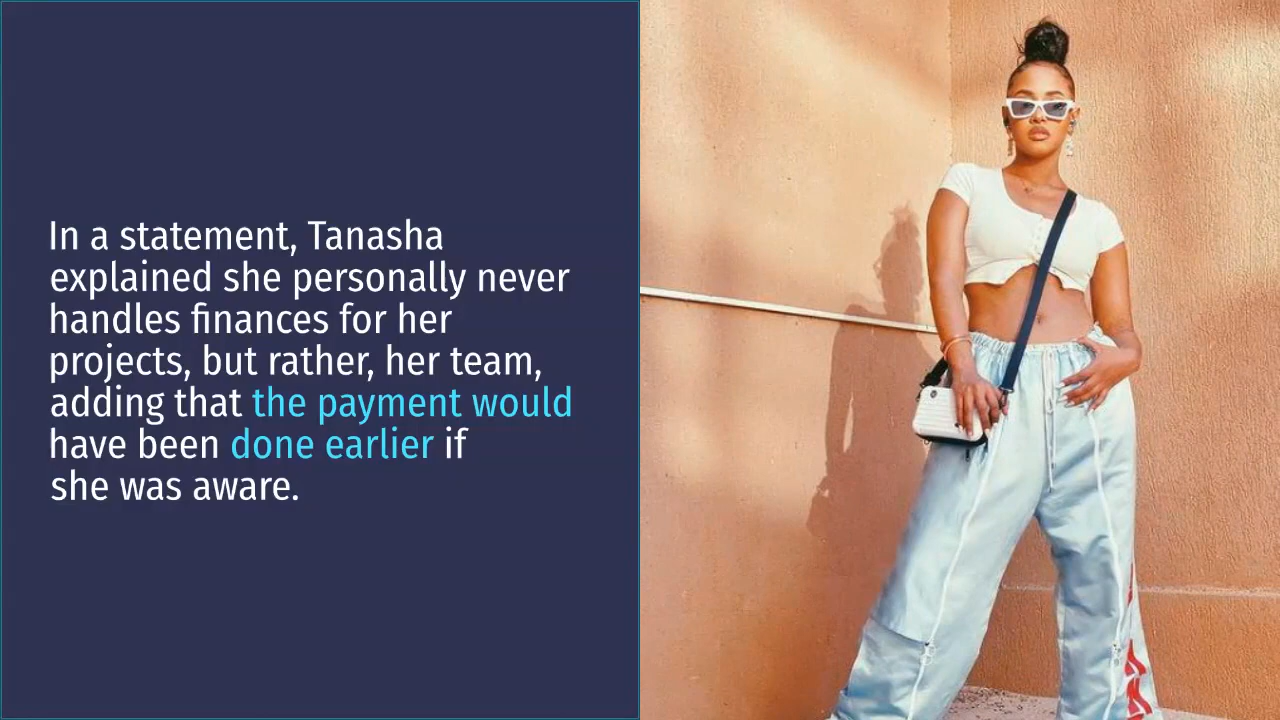 In a statement, Tanasha
explained she personally never
handles finances for her
projects, but rather, her team,
adding that the payment would
have been done earlier if
she was aware.